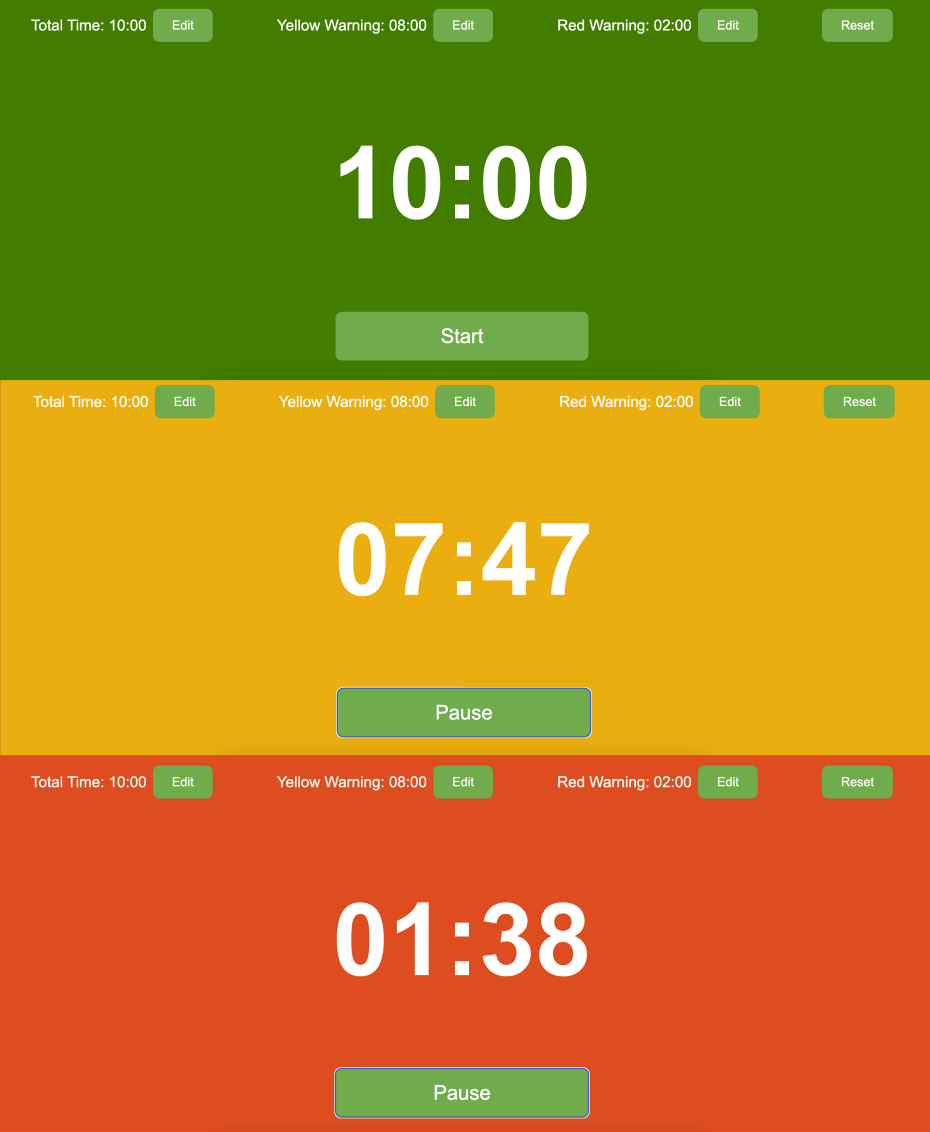 Total Time: 10:00 Edit Yellow Warning: 08:00 Edit Red Warning: 02:00 Edit Reset
10:00
Start
Total Time: 10:00 Edit Yellow Warning: 08:00 Edit Red Warning: 02:00 Edit Reset
07:47
Pause
Total Time: 10:00 Edit Yellow Warning: 08:00 Edit Red Warning: 02:00 Edit Reset
01:38
Pause